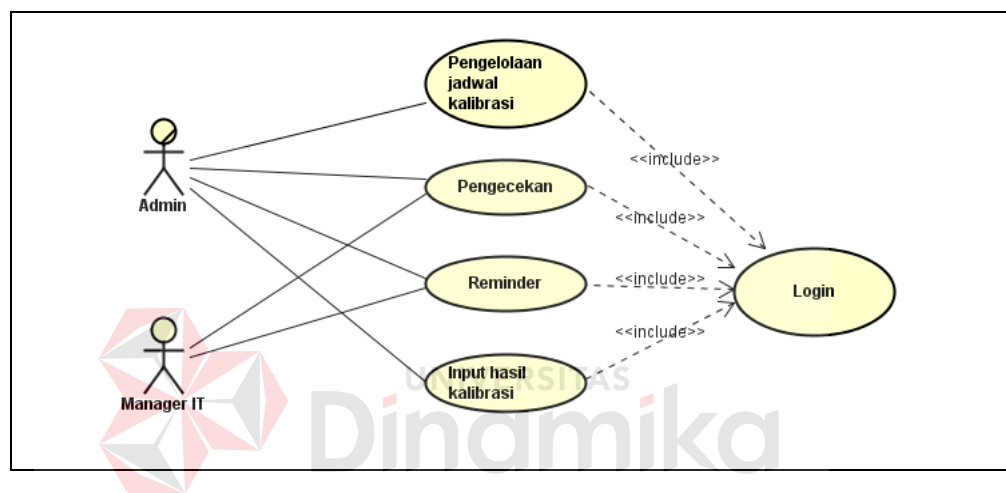 Pengelolaan
jadwal
kalibrasi
<<include>>
Admin
Pengecekan
<<include>>
Reminder
<<include>>
Login
<<include>>
Manager IT
Input hasil
kalibrasi
UNIVERSITAS
Dinamika